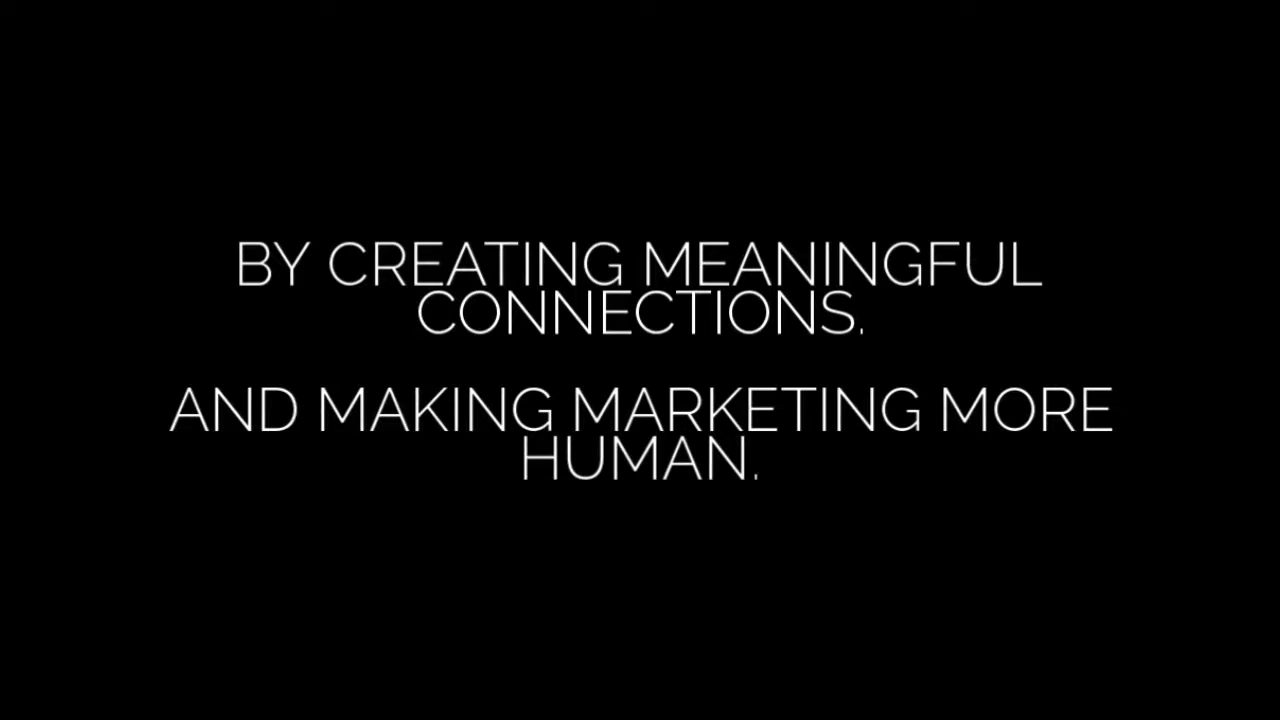 BY CREATING MEANINGFUL
CONNECTIONS.
AND MAKING MARKETING MORE
HUMAN.